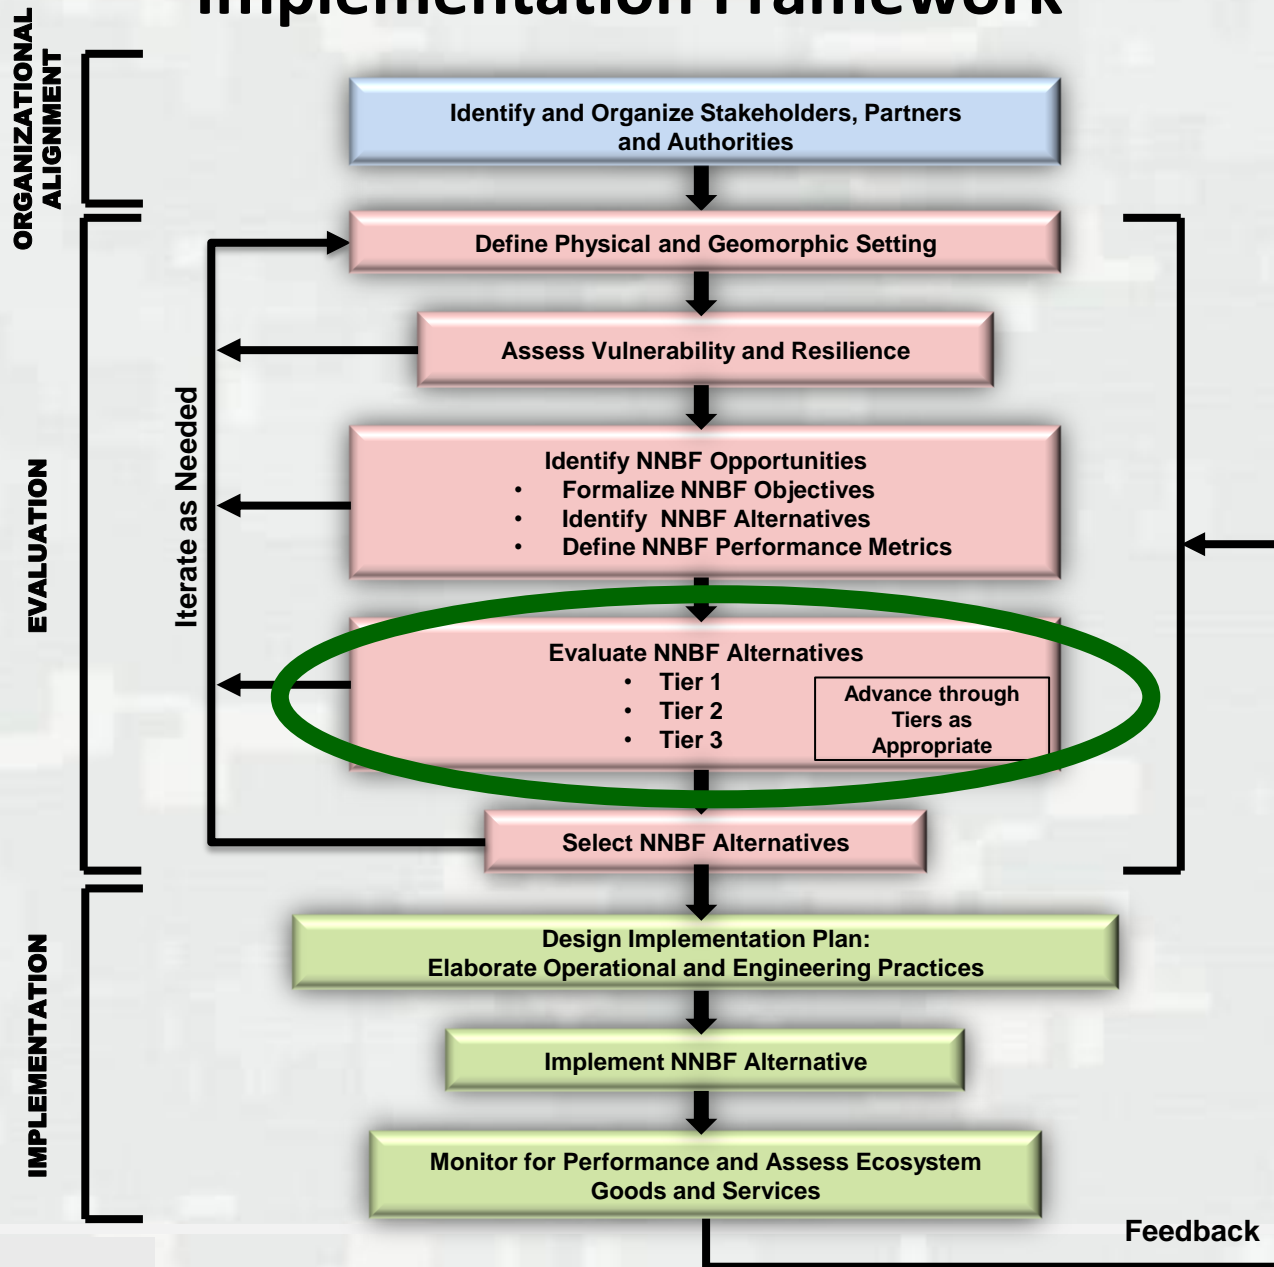 Implementation Framework
ORGANIZATIONAL
ALIGNMENT
Identify and Organize Stakeholders, Partners
and Authorities
EVALUATION
Iterate as Needed
Define Physical and Geomorphic Setting
Assess Vulnerability and Resilience
Identify NNBF Opportunities
• Formalize NNBF Objectives
• Identify NNBF Alternatives
• Define NNBF Performance Metrics
Evaluate NNBF Alternatives
• Tier 1
• Tier 2
• Tier 3
Advance through
Tiers as
Appropriate
Select NNBF Alternatives
IMPLEMENTATION
Design Implementation Plan:
Elaborate Operational and Engineering Practices
Implement NNBF Alternative
Monitor for Performance and Assess Ecosystem
Goods and Services
Feedback